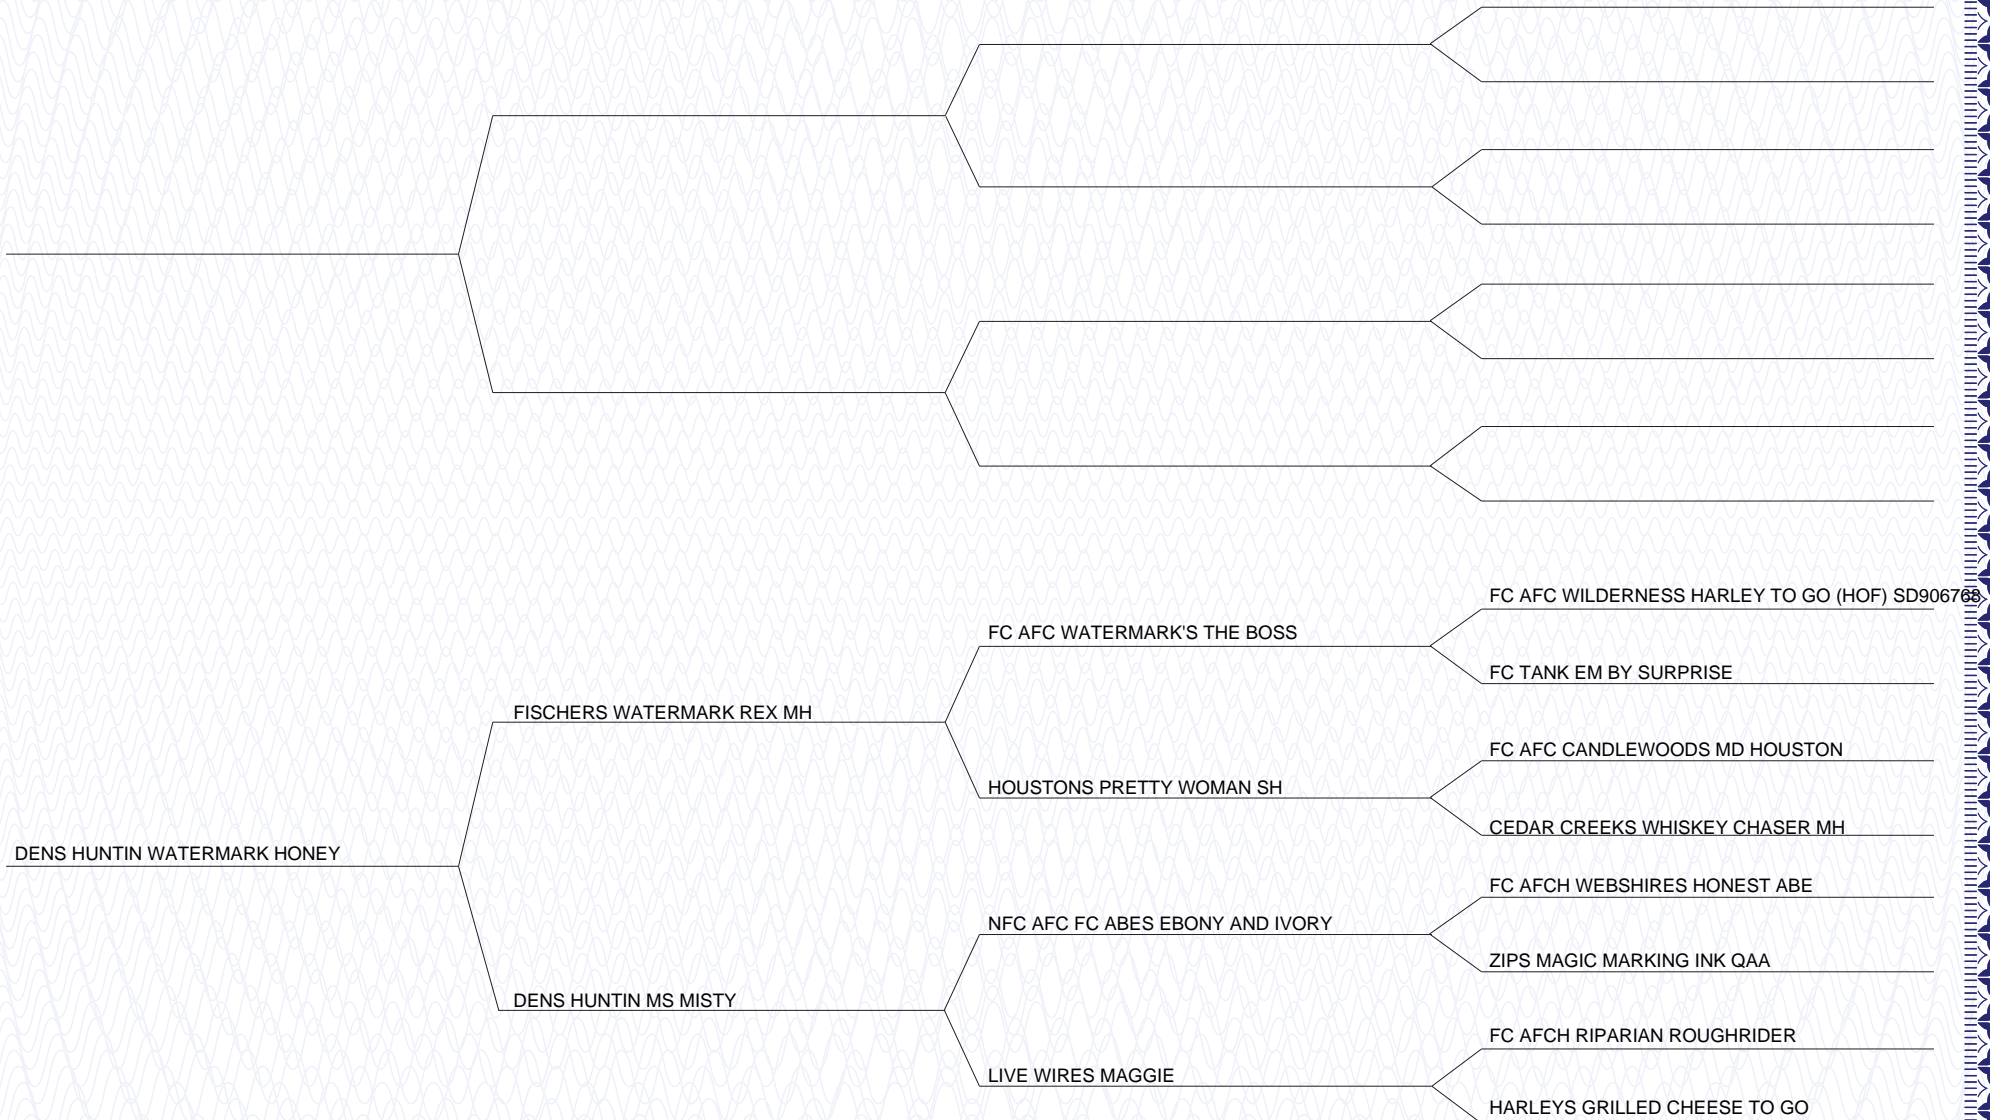 FC AFC WILDERNESS HARLEY TO GO (HOF) SD906768
FC AFC WATERMARK'S THE BOSS
FC TANK EM BY SURPRISE
FISCHERS WATERMARK REX MH
FC AFC CANDLEWOODS MD HOUSTON
HOUSTONS PRETTY WOMAN SH
CEDAR CREEKS WHISKEY CHASER MH
DENS HUNTIN WATERMARK HONEY
FC AFCH WEBSHIRES HONEST ABE
NFC AFC FC ABES EBONY AND IVORY
ZIPS MAGIC MARKING INK QAA
DENS HUNTIN MS MISTY
FC AFCH RIPARIAN ROUGHRIDER
LIVE WIRES MAGGIE
HARLEYS GRILLED CHEESE TO GO